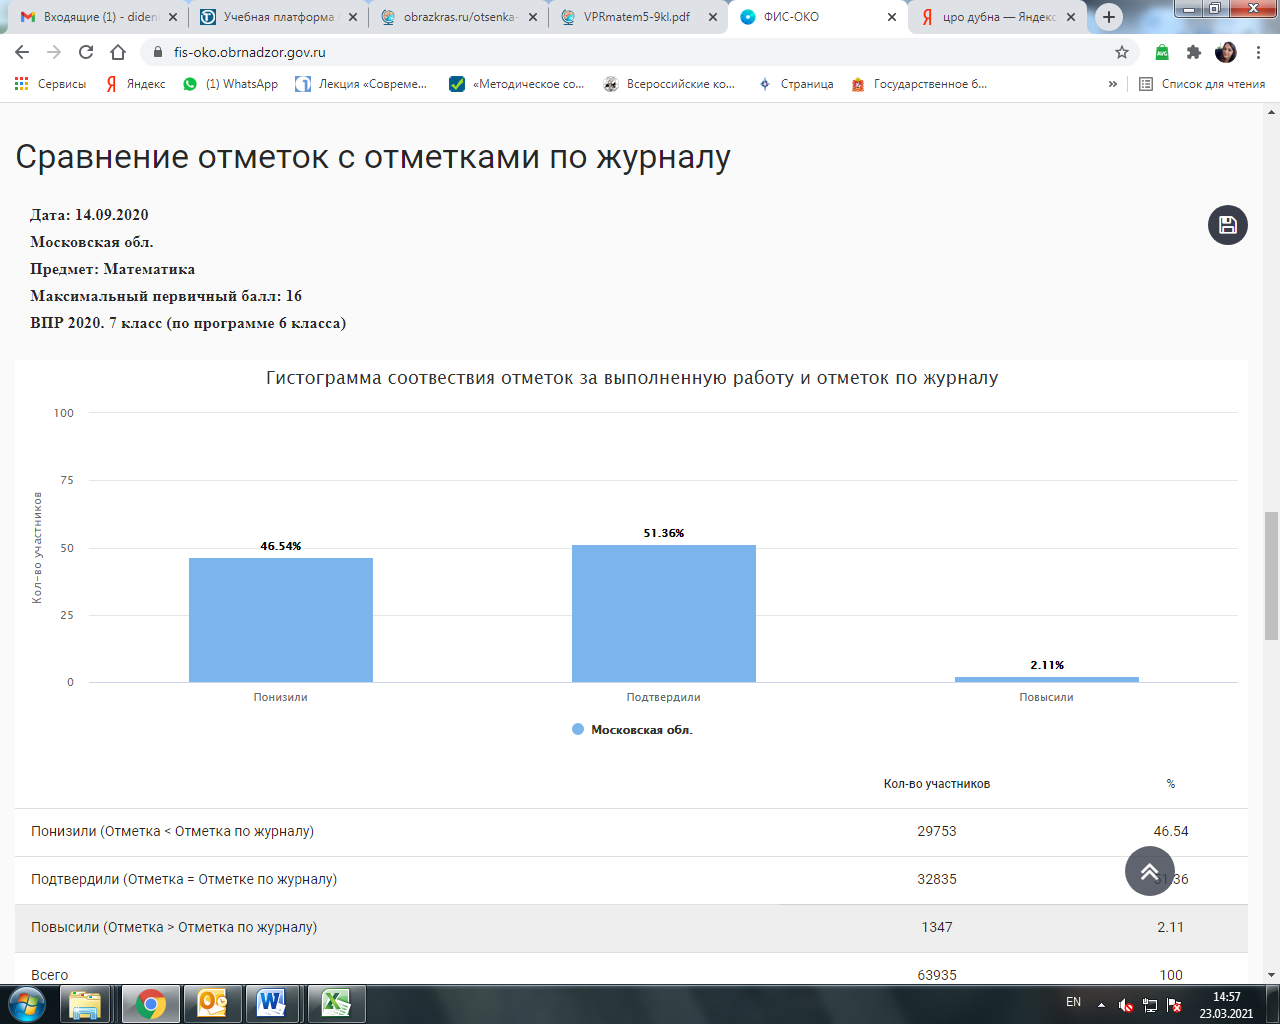 Входящие (1) - diden
Учебная платформа
obrazkras.ru/otsenka-
VPRmatem5-9kl.pdf
ФИС-ОКО
цро дубна — Яндекс
fis-oko.obrnadzor.gov.ru
Сервисы
Яндекс
(1) WhatsApp
Лекция «Совреме...
«Методическое со...
Всероссийские ко...
Страница
Государственное б...
»
Список для чтения
Сравнение отметок с отметками по журналу
Дата: 14.09.2020
Московская обл.
Предмет: Математика
Максимальный первичный балл: 16
ВПР 2020. 7 класс (по программе 6 класса)
Гистограмма соотвествия отметок за выполненную работу и отметок по журналу
Кол-во участников
100
75
50
25
0
46.54%
51.36%
2.11%
Понизили
Подтвердили
Повысили
Московская обл.
Кол-во участников %
Понизили (Отметка < Отметка по журналу) 29753 46.54
Подтвердили (Отметка = Отметке по журналу) 32835 51.36
Повысили (Отметка > Отметка по журналу) 1347 2.11
Всего 63935 100
EN
14:57
23.03.2021